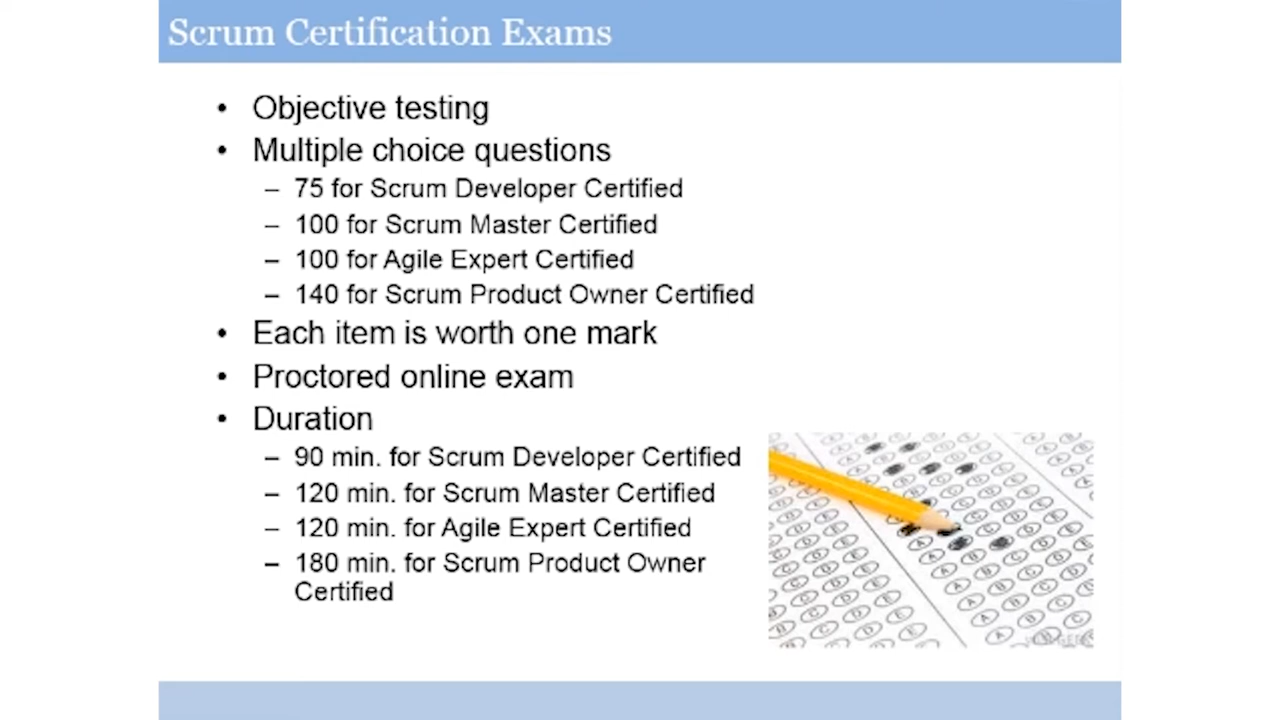 Scrum Certification Exams
• Objective testing
• Multiple choice questions
– 75 for Scrum Developer Certified
– 100 for Scrum Master Certified
– 100 for Agile Expert Certified
– 140 for Scrum Product Owner Certified
• Each item is worth one mark
• Proctored online exam
• Duration
– 90 min. for Scrum Developer Certified
– 120 min. for Scrum Master Certified
– 120 min. for Agile Expert Certified
– 180 min. for Scrum Product Owner
Certified